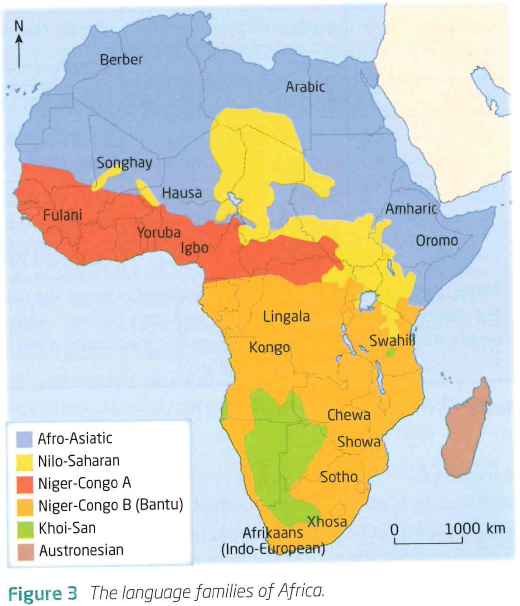 N
Berber
Arabic
Songhay
Hausa
Fulani
Yoruba
Igbo
Amharic
Oromo
Lingala
Kongo
Swahili
Chewa
Showa
Sotho
Xhosa
Afrikaans
(Indo-European)
Afro-Asiatic
Nilo-Saharan
Niger-Congo A
Niger-Congo B (Bantu)
Khoi-San
Austronesian
0 1000 km
Figure 3 The language families of Africa.